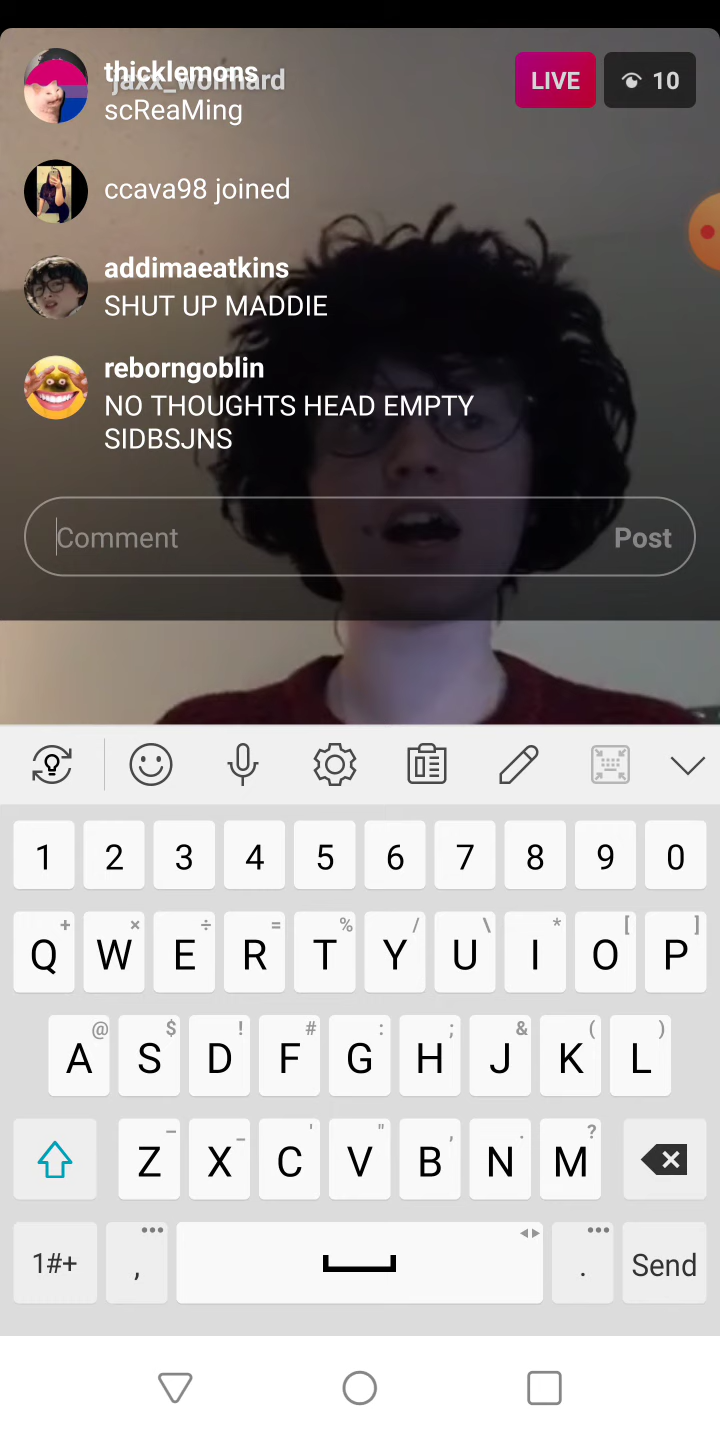 thicklemons
jaxx_wolfhard
LIVE
10
scReaMing
ccava98 joined
addimaeatkins
SHUT UP MADDIE
reborngoblin
NO THOUGHTS HEAD EMPTY
SIDBSJNS
Comment Post
1 2 3 4 5 6 7 8 9 0
+ × ÷ = % / \ * [ ]
Q W E R T Y U I O P
@ $ ! # : ; & ( )
A S D F G H J K L
– _ ' " , . ?
Z X C V B N M
1#+ , . Send